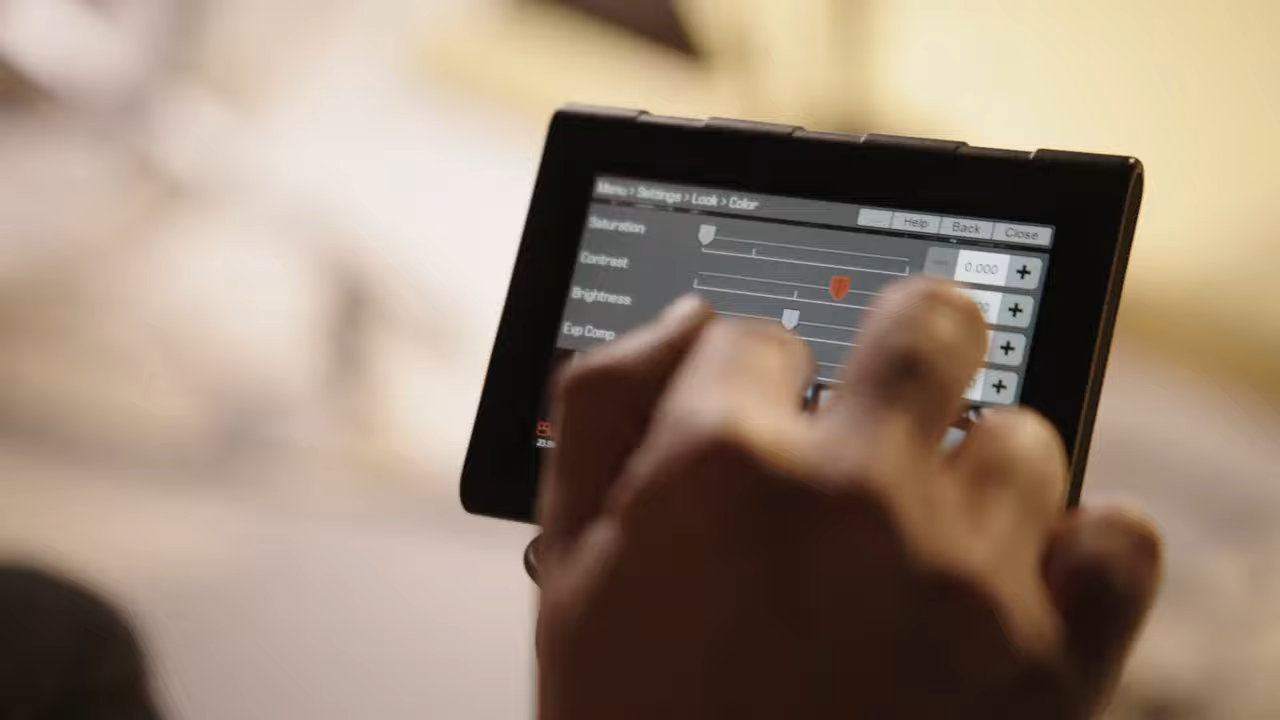 Menu > Settings > Look > Color
Help Back Close
Saturation:
0.000 +
Contrast:
+
Brightness:
+
Exp Comp
+